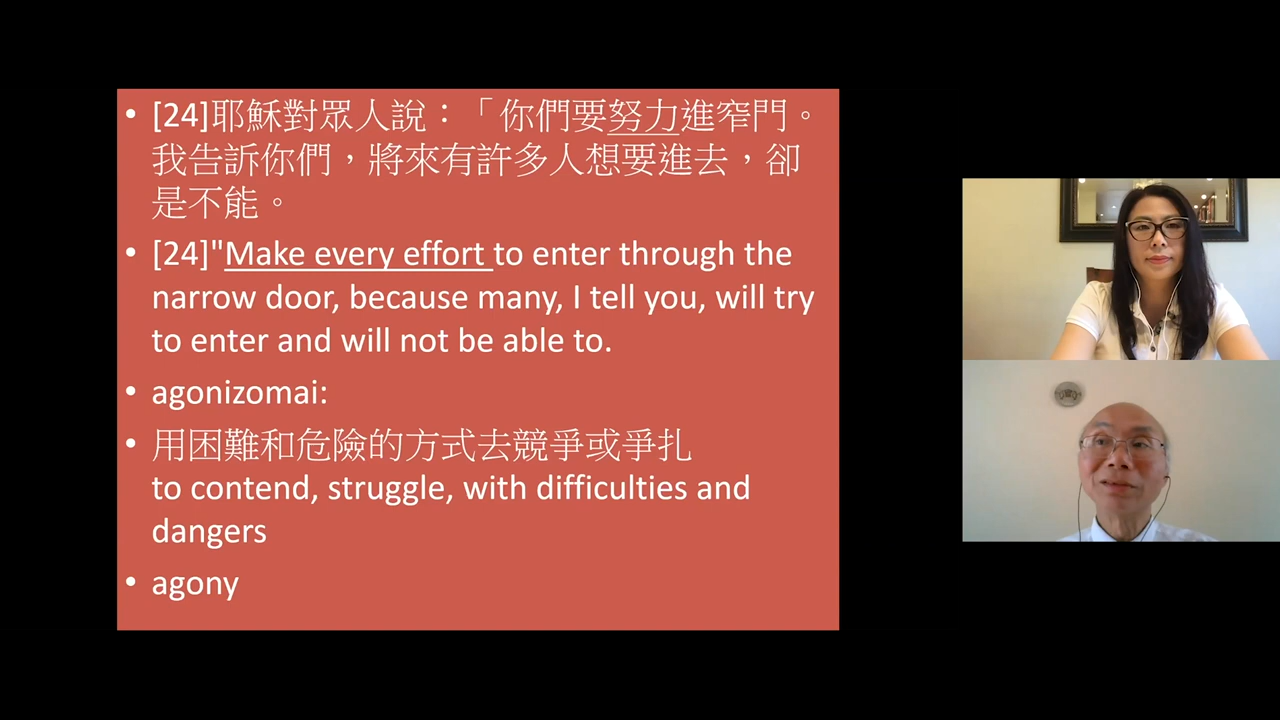 • [24]耶穌對眾人說：「你們要努力進窄門。
我告訴你們，將來有許多人想要進去，卻
是不能。
• [24]"Make every effort to enter through the
narrow door, because many, I tell you, will try
to enter and will not be able to.
• agonizomai:
• 用困難和危險的方式去競爭或爭扎
to contend, struggle, with difficulties and
dangers
• agony